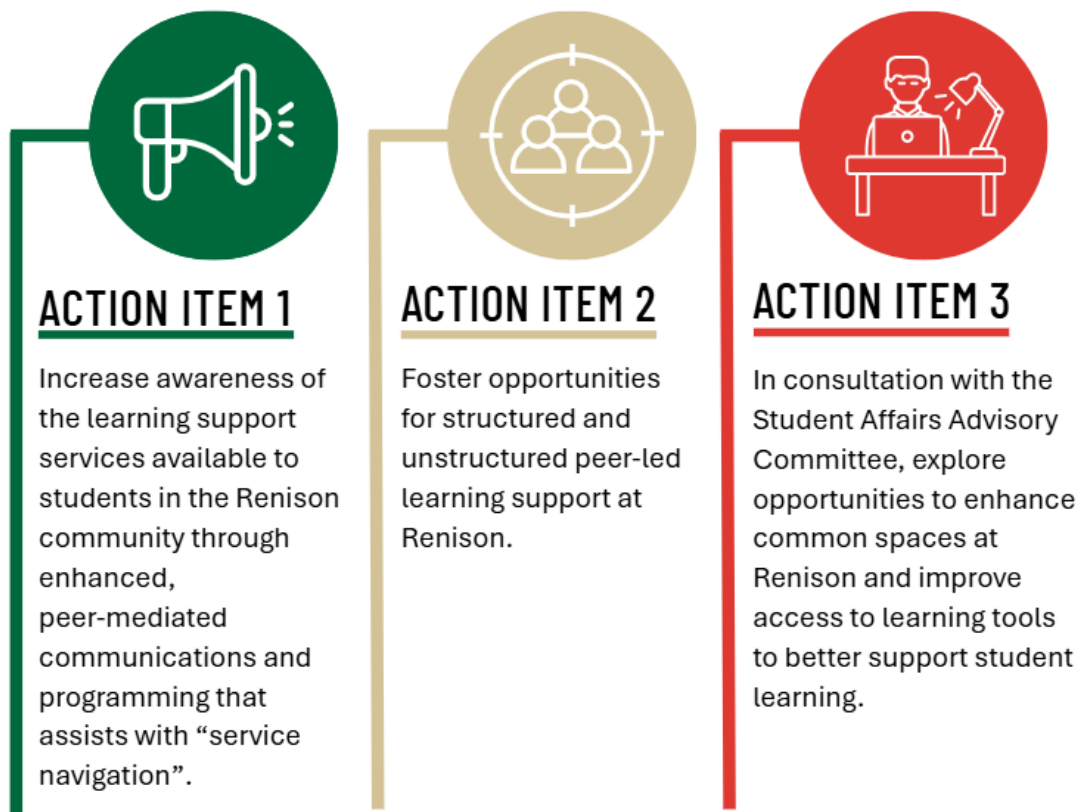 ACTION ITEM 1
Increase awareness of
the learning support
services available to
students in the Renison
community through
enhanced,
peer-mediated
communications and
programming that
assists with “service
navigation”.
ACTION ITEM 2
Foster opportunities
for structured and
unstructured peer-led
learning support at
Renison.
ACTION ITEM 3
In consultation with the
Student Affairs Advisory
Committee, explore
opportunities to enhance
common spaces at
Renison and improve
access to learning tools
to better support student
learning.